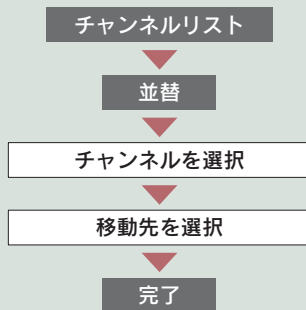 チャンネルリスト
並替
チャンネルを選択
移動先を選択
完了